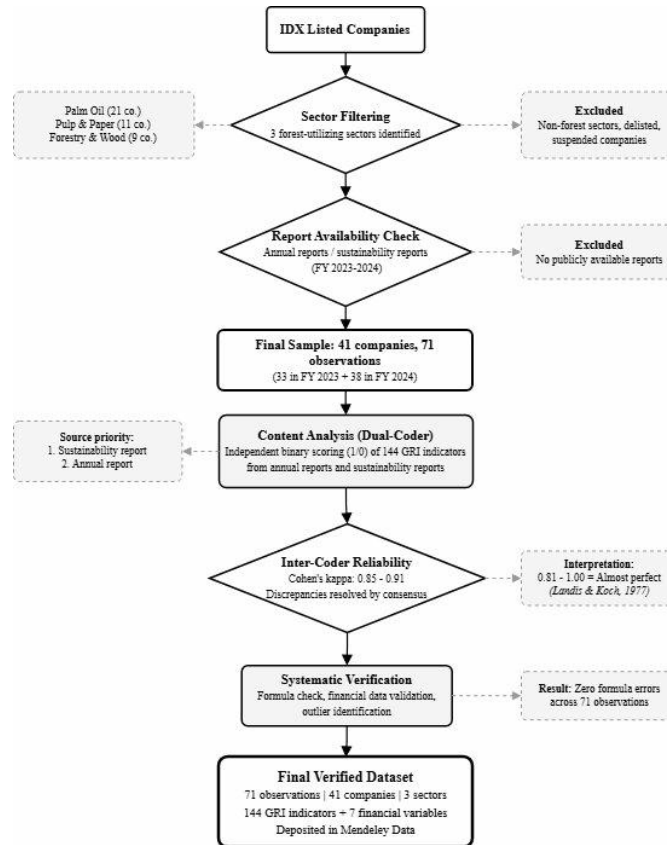 IDX Listed Companies
Palm Oil (21 co.)
Pulp & Paper (11 co.)
Forestry & Wood (9 co.)
Sector Filtering
3 forest-utilizing sectors identified
Excluded
Non-forest sectors, delisted,
suspended companies
Report Availability Check
Annual reports / sustainability reports
(FY 2023-2024)
Excluded
No publicly available reports
Final Sample: 41 companies, 71
observations
(33 in FY 2023 + 38 in FY 2024)
Source priority:
1. Sustainability report
2. Annual report
Content Analysis (Dual-Coder)
Independent binary scoring (1/0) of 144 GRI indicators
from annual reports and sustainability reports
Inter-Coder Reliability
Cohen's kappa: 0.85 - 0.91
Discrepancies resolved by consensus
Interpretation:
0.81 - 1.00 = Almost perfect
(Landis & Koch, 1977)
Systematic Verification
Formula check, financial data validation,
outlier identification
Result: Zero formula errors
across 71 observations
Final Verified Dataset
71 observations | 41 companies | 3 sectors
144 GRI indicators + 7 financial variables
Deposited in Mendeley Data